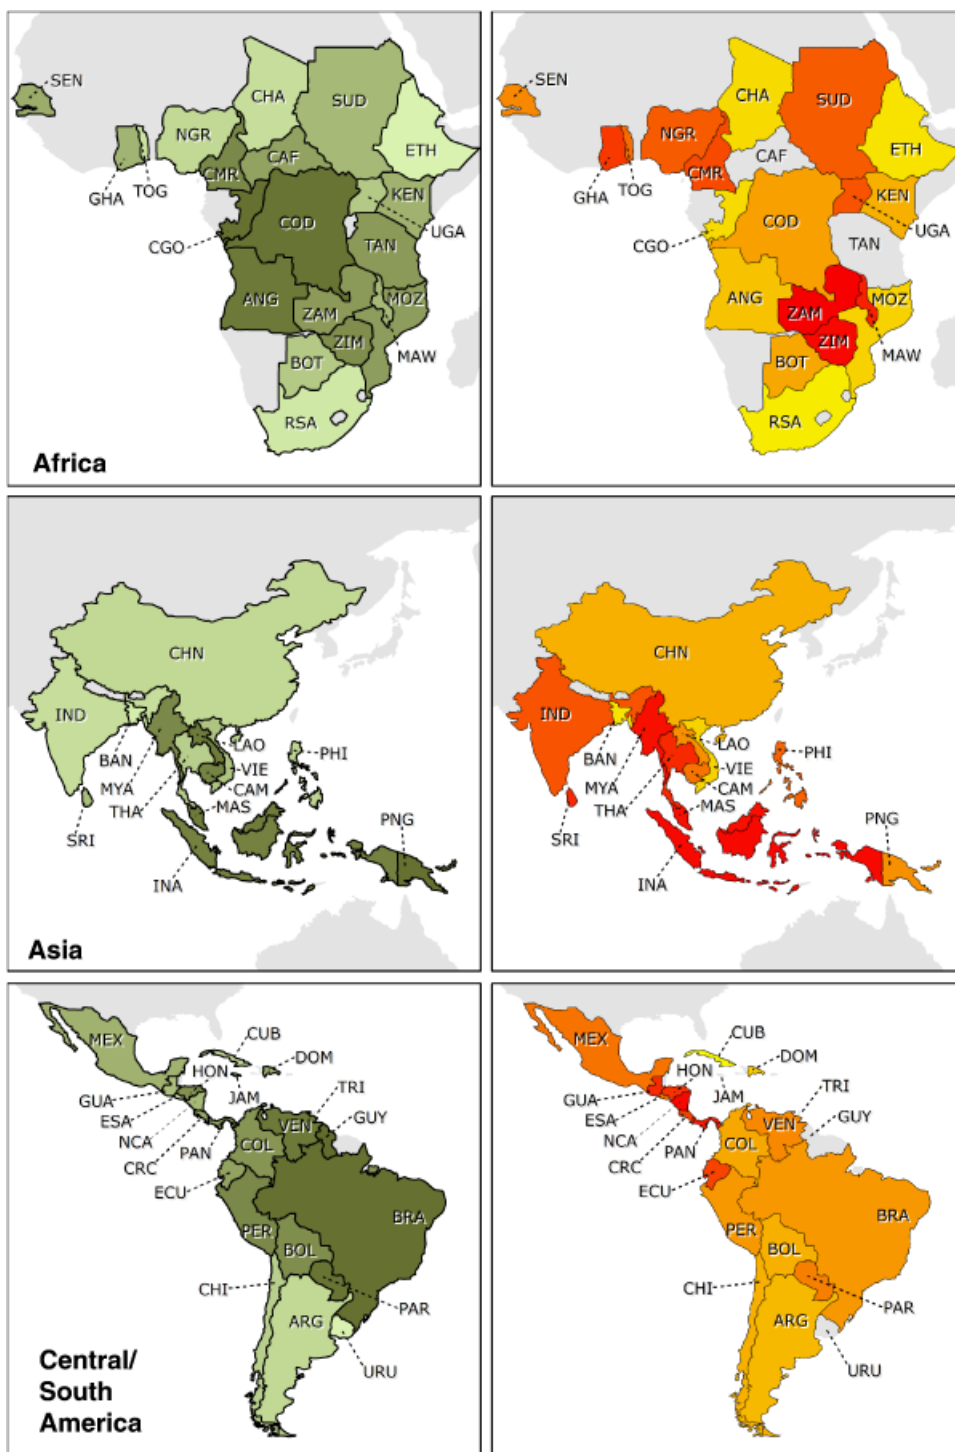 SEN
CHA
SUD
NGR
ETH
CAF
CMR
GHA
TOG
KEN
COD
UGA
CGO
TAN
ANG
MOZ
ZAM
ZIM
BOT
MAW
RSA
Africa
SEN
CHA
SUD
NGR
ETH
CAF
CMR
GHA
TOG
KEN
COD
UGA
CGO
TAN
ANG
MOZ
ZAM
ZIM
BOT
MAW
RSA
CHN
IND
BAN
LAO
PHI
MYA
VIE
CAM
THA
MAS
SRI
PNG
INA
Asia
CHN
IND
BAN
LAO
PHI
MYA
VIE
CAM
THA
MAS
SRI
PNG
INA
MEX
CUB
DOM
HON
GUA
JAM
TRI
ESA
GUY
NCA
VEN
PAN
COL
CRC
ECU
BRA
PER
BOL
CHI
PAR
ARG
URU
Central/
South
America
MEX
CUB
DOM
HON
GUA
JAM
TRI
ESA
GUY
NCA
VEN
PAN
COL
CRC
ECU
BRA
PER
BOL
CHI
PAR
ARG
URU